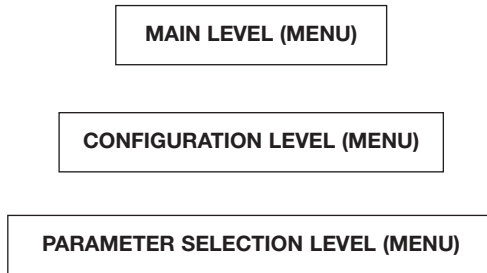 MAIN LEVEL (MENU)
CONFIGURATION LEVEL (MENU)
PARAMETER SELECTION LEVEL (MENU)